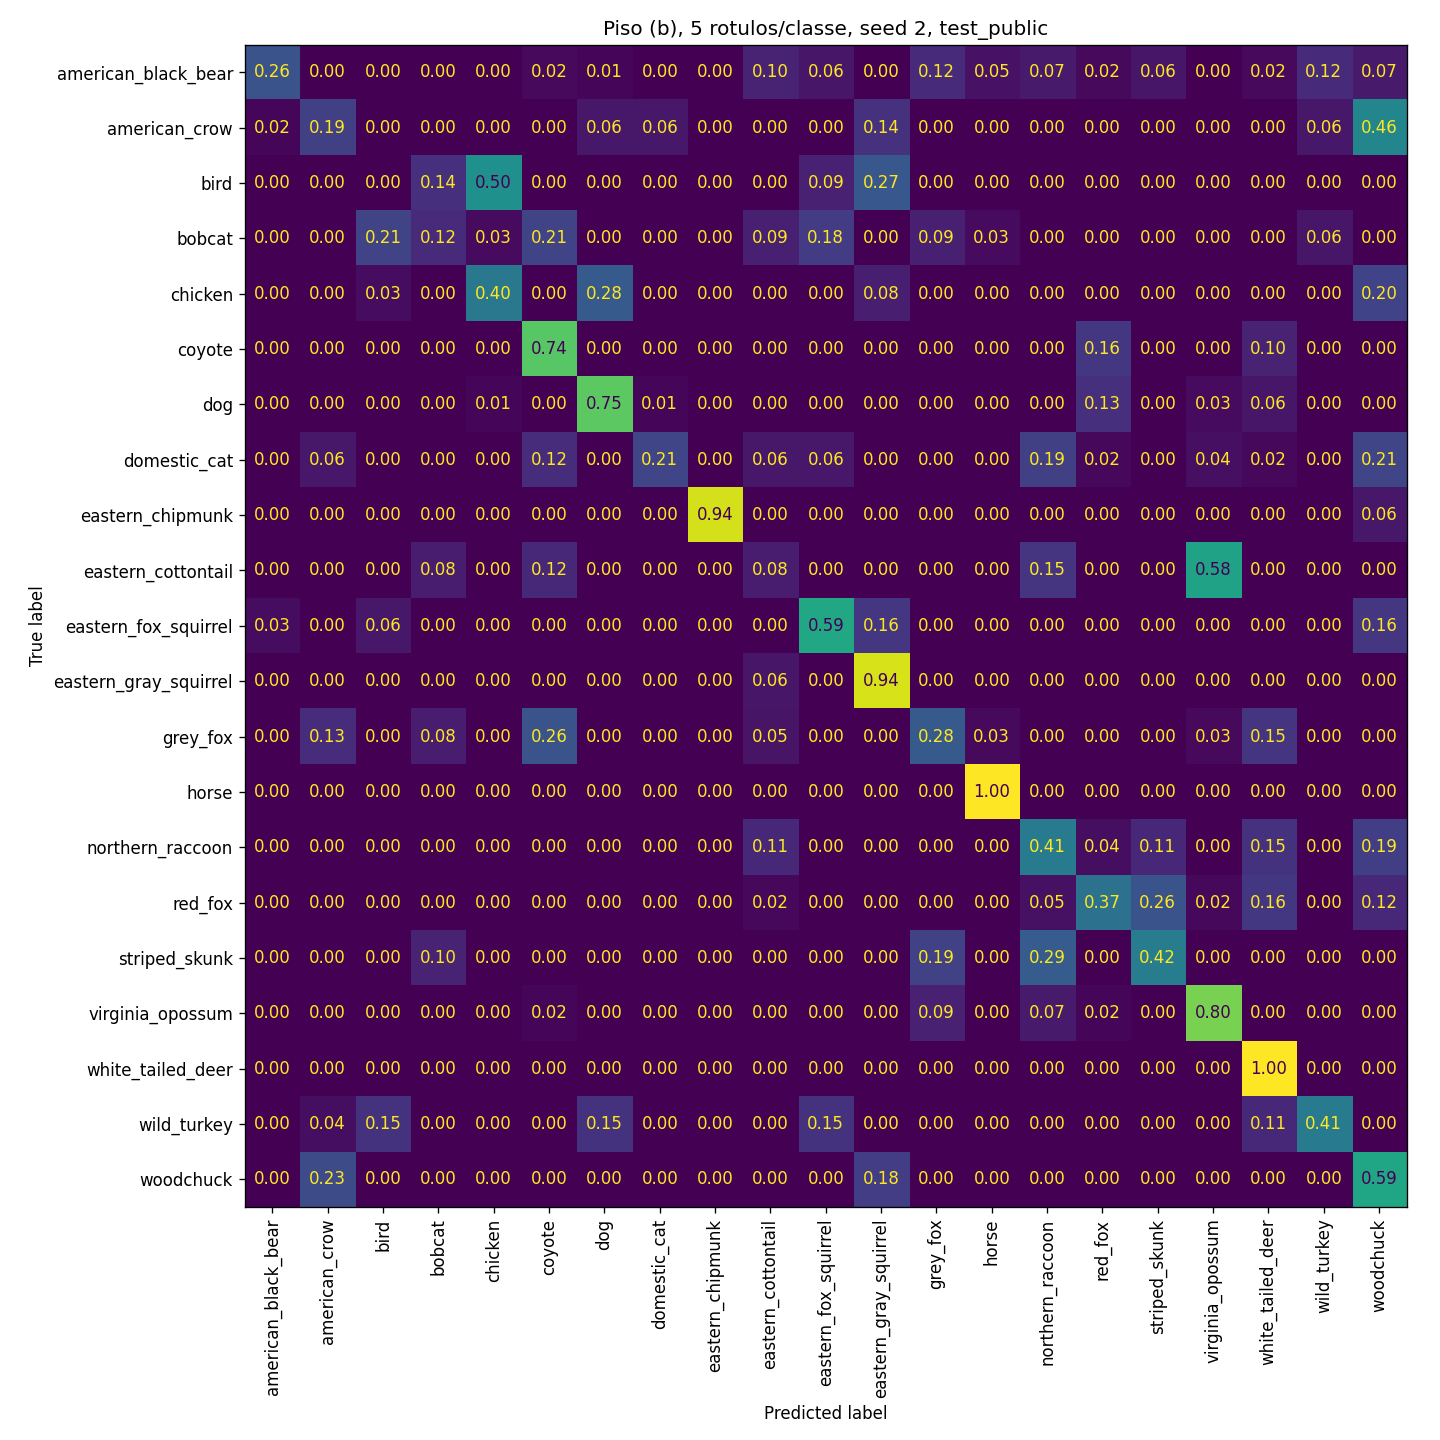 Piso (b), 5 rotulos/classe, seed 2, test_public
american_black_bear 0.26 0.00 0.00 0.00 0.00 0.02 0.01 0.00 0.00 0.10 0.06 0.00 0.12 0.05 0.07 0.02 0.06 0.00 0.02 0.12 0.07
american_crow 0.02 0.19 0.00 0.00 0.00 0.00 0.06 0.06 0.00 0.00 0.00 0.14 0.00 0.00 0.00 0.00 0.00 0.00 0.00 0.06 0.46
bird 0.00 0.00 0.00 0.14 0.50 0.00 0.00 0.00 0.00 0.00 0.09 0.27 0.00 0.00 0.00 0.00 0.00 0.00 0.00 0.00 0.00
bobcat 0.00 0.00 0.21 0.12 0.03 0.21 0.00 0.00 0.00 0.09 0.18 0.00 0.09 0.03 0.00 0.00 0.00 0.00 0.00 0.06 0.00
chicken 0.00 0.00 0.03 0.00 0.40 0.00 0.28 0.00 0.00 0.00 0.00 0.08 0.00 0.00 0.00 0.00 0.00 0.00 0.00 0.00 0.20
coyote 0.00 0.00 0.00 0.00 0.00 0.74 0.00 0.00 0.00 0.00 0.00 0.00 0.00 0.00 0.00 0.16 0.00 0.00 0.10 0.00 0.00
dog 0.00 0.00 0.00 0.00 0.01 0.00 0.75 0.01 0.00 0.00 0.00 0.00 0.00 0.00 0.00 0.13 0.00 0.03 0.06 0.00 0.00
domestic_cat 0.00 0.06 0.00 0.00 0.00 0.12 0.00 0.21 0.00 0.06 0.06 0.00 0.00 0.00 0.19 0.02 0.00 0.04 0.02 0.00 0.21
eastern_chipmunk 0.00 0.00 0.00 0.00 0.00 0.00 0.00 0.00 0.94 0.00 0.00 0.00 0.00 0.00 0.00 0.00 0.00 0.00 0.00 0.00 0.06
eastern_cottontail 0.00 0.00 0.00 0.08 0.00 0.12 0.00 0.00 0.00 0.08 0.00 0.00 0.00 0.00 0.15 0.00 0.00 0.58 0.00 0.00 0.00
eastern_fox_squirrel 0.03 0.00 0.06 0.00 0.00 0.00 0.00 0.00 0.00 0.00 0.59 0.16 0.00 0.00 0.00 0.00 0.00 0.00 0.00 0.00 0.16
eastern_gray_squirrel 0.00 0.00 0.00 0.00 0.00 0.00 0.00 0.00 0.00 0.06 0.00 0.94 0.00 0.00 0.00 0.00 0.00 0.00 0.00 0.00 0.00
grey_fox 0.00 0.13 0.00 0.08 0.00 0.26 0.00 0.00 0.00 0.05 0.00 0.00 0.28 0.03 0.00 0.00 0.00 0.03 0.15 0.00 0.00
horse 0.00 0.00 0.00 0.00 0.00 0.00 0.00 0.00 0.00 0.00 0.00 0.00 0.00 1.00 0.00 0.00 0.00 0.00 0.00 0.00 0.00
northern_raccoon 0.00 0.00 0.00 0.00 0.00 0.00 0.00 0.00 0.00 0.11 0.00 0.00 0.00 0.00 0.41 0.04 0.11 0.00 0.15 0.00 0.19
red_fox 0.00 0.00 0.00 0.00 0.00 0.00 0.00 0.00 0.00 0.02 0.00 0.00 0.00 0.00 0.05 0.37 0.26 0.02 0.16 0.00 0.12
striped_skunk 0.00 0.00 0.00 0.10 0.00 0.00 0.00 0.00 0.00 0.00 0.00 0.00 0.19 0.00 0.29 0.00 0.42 0.00 0.00 0.00 0.00
virginia_opossum 0.00 0.00 0.00 0.00 0.00 0.02 0.00 0.00 0.00 0.00 0.00 0.00 0.09 0.00 0.07 0.02 0.00 0.80 0.00 0.00 0.00
white_tailed_deer 0.00 0.00 0.00 0.00 0.00 0.00 0.00 0.00 0.00 0.00 0.00 0.00 0.00 0.00 0.00 0.00 0.00 0.00 1.00 0.00 0.00
wild_turkey 0.00 0.04 0.15 0.00 0.00 0.00 0.15 0.00 0.00 0.00 0.15 0.00 0.00 0.00 0.00 0.00 0.00 0.00 0.11 0.41 0.00
woodchuck 0.00 0.23 0.00 0.00 0.00 0.00 0.00 0.00 0.00 0.00 0.00 0.18 0.00 0.00 0.00 0.00 0.00 0.00 0.00 0.00 0.59
True label
american_black_bear
american_crow
bird
bobcat
chicken
coyote
dog
domestic_cat
eastern_chipmunk
eastern_cottontail
eastern_fox_squirrel
eastern_gray_squirrel
grey_fox
horse
northern_raccoon
red_fox
striped_skunk
virginia_opossum
white_tailed_deer
wild_turkey
woodchuck
Predicted label